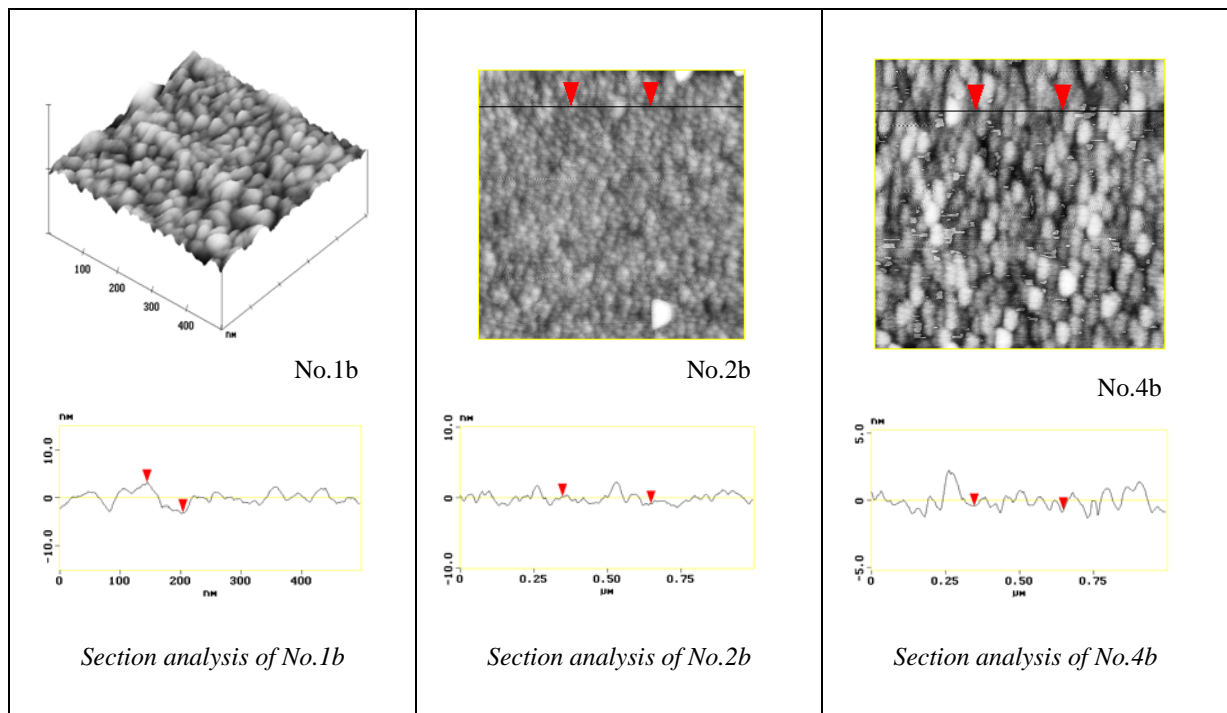 100
200
300
400
nM
No.1b
No.2b
No.4b
nM
10.0
0
-10.0
0 100 200 300 400
nM
Section analysis of No.1b
nM
10.0
0
-10.0
0 0.25 0.50 0.75
µM
Section analysis of No.2b
nM
5.0
0
-5.0
0 0.25 0.50 0.75
µM
Section analysis of No.4b